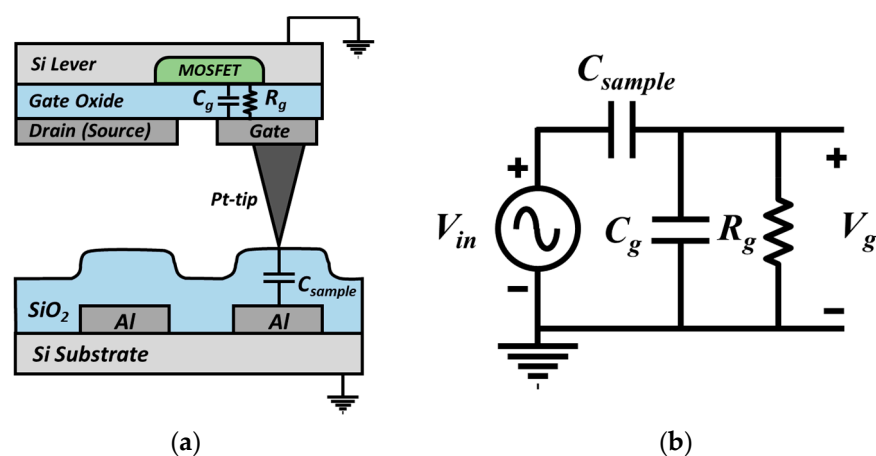 Si Lever
MOSFET
Gate Oxide
Cg
Rg
Drain (Source)
Gate
Pt-tip
Csample
SiO2
Al
Al
Si Substrate
(a)
Csample
+
+
Vin
Cg
Rg
Vg
−
−
(b)